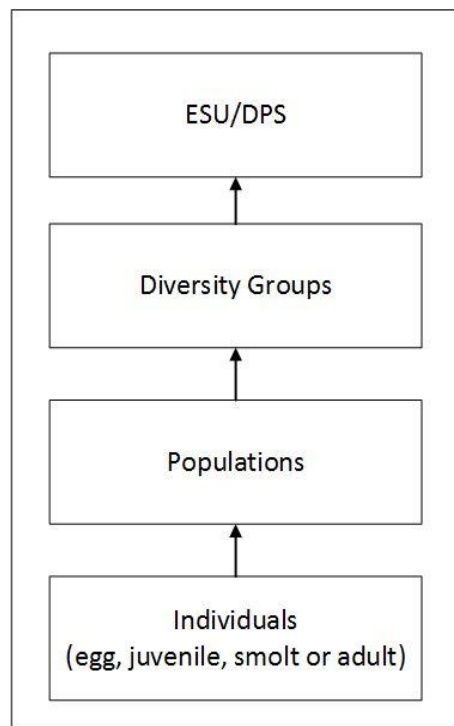 ESU/DPS
Diversity Groups
Populations
Individuals
(egg, juvenile, smolt or adult)